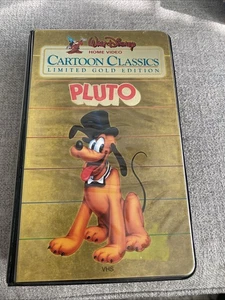 Walt Disney
HOME VIDEO
CARTOON CLASSICS
LIMITED GOLD EDITION
PLUTO
VHS